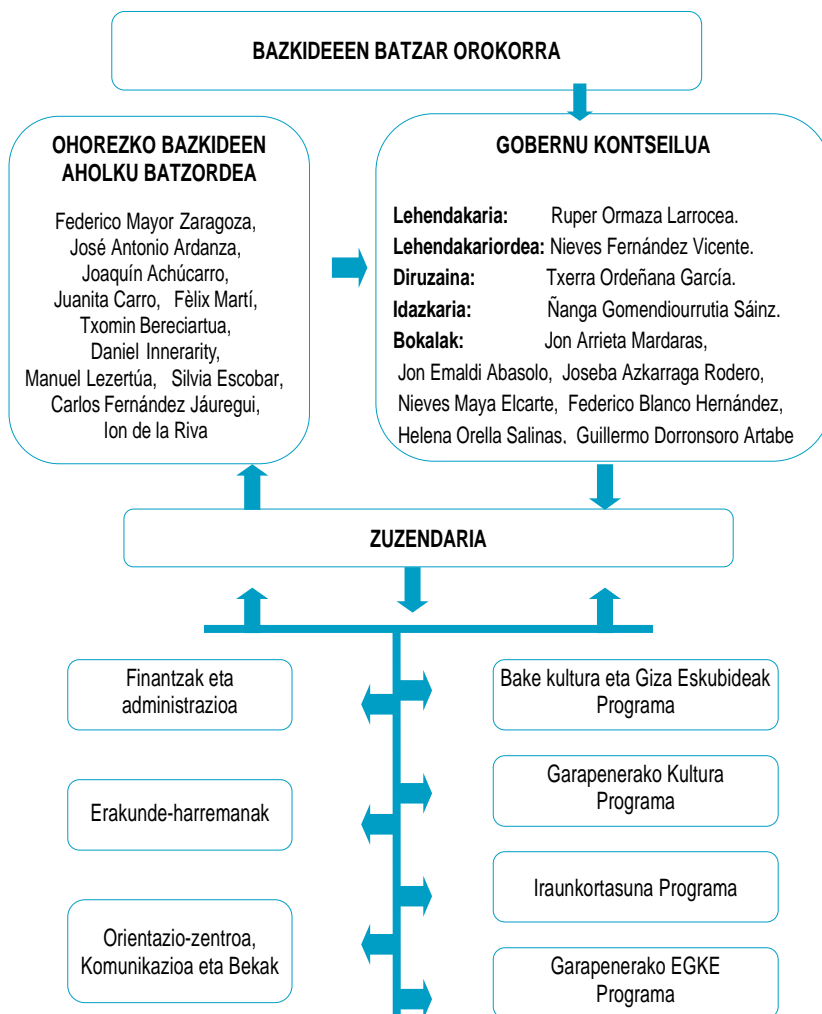 BAZKIDEEEN BATZAR OROKORRA
OHOREZKO BAZKIDEEN
AHOLKU BATZORDEA
Federico Mayor Zaragoza,
José Antonio Ardanza,
Joaquín Achúcarro,
Juanita Carro, Fèlix Martí,
Txomin Bereciartua,
Daniel Innerarity,
Manuel Lezertúa, Silvia Escobar,
Carlos Fernández Jáuregui,
Ion de la Riva
GOBERNU KONTSEILUA
Lehendakaria: Ruper Ormaza Larrocea.
Lehendakariordea: Nieves Fernández Vicente.
Diruzaina: Txerra Ordeñana García.
Idazkaria: Ñanga Gomendiourrutia Sáinz.
Bokalak: Jon Arrieta Mardaras,
Jon Emaldi Abasolo, Joseba Azkarraga Rodero,
Nieves Maya Elcarte, Federico Blanco Hernández,
Helena Orella Salinas, Guillermo Dorronsoro Artabe
ZUZENDARIA
Finantzak eta
administrazioa
Erakunde-harremanak
Orientazio-zentroa,
Komunikazioa eta Bekak
Bake kultura eta Giza Eskubideak
Programa
Garapenerako Kultura
Programa
Iraunkortasuna Programa
Garapenerako EGKE
Programa